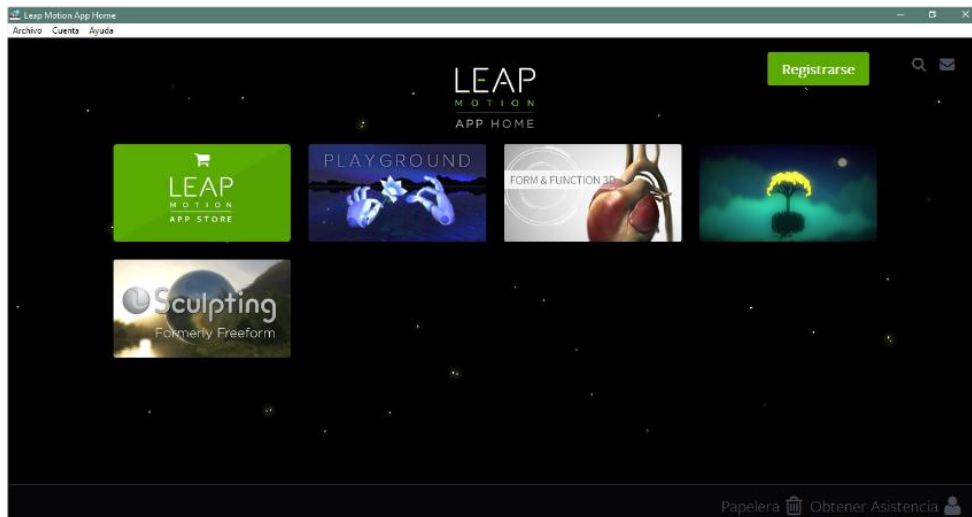 Leap Motion App Home
Archivo Cuenta Ayuda
Registrarse
LEAP
MOTION
APP HOME
LEAP
MOTION
APP STORE
PLAYGROUND
FORM & FUNCTION 3D
Sculpting
Formerly Freeform
Papelera Obtener Asistencia